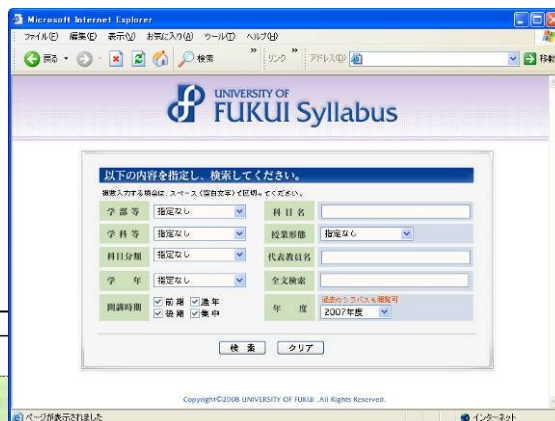 Microsoft Internet Explorer
ファイル(F) 編集(E) 表示(V) お気に入り(A) ツール(T) ヘルプ(H)
戻る 検索 » リンク » アドレス(D) 移動
UNIVERSITY OF
FUKUI Syllabus
以下の内容を指定し、検索してください。
複数入力する場合は、スペース(空白文字)で区切ってください。
学部等 指定なし 科目名
学科等 指定なし 授業形態 指定なし
科目分類 指定なし 代表教員名
学年 指定なし 全文検索
開講時期 前期 通年 後期 集中
年度 過去のシラバスも閲覧可 2007年度
検索 クリア
Copyright©2008 UNIVERSITY OF FUKUI .All Rights Reserved.
ページが表示されました インターネット